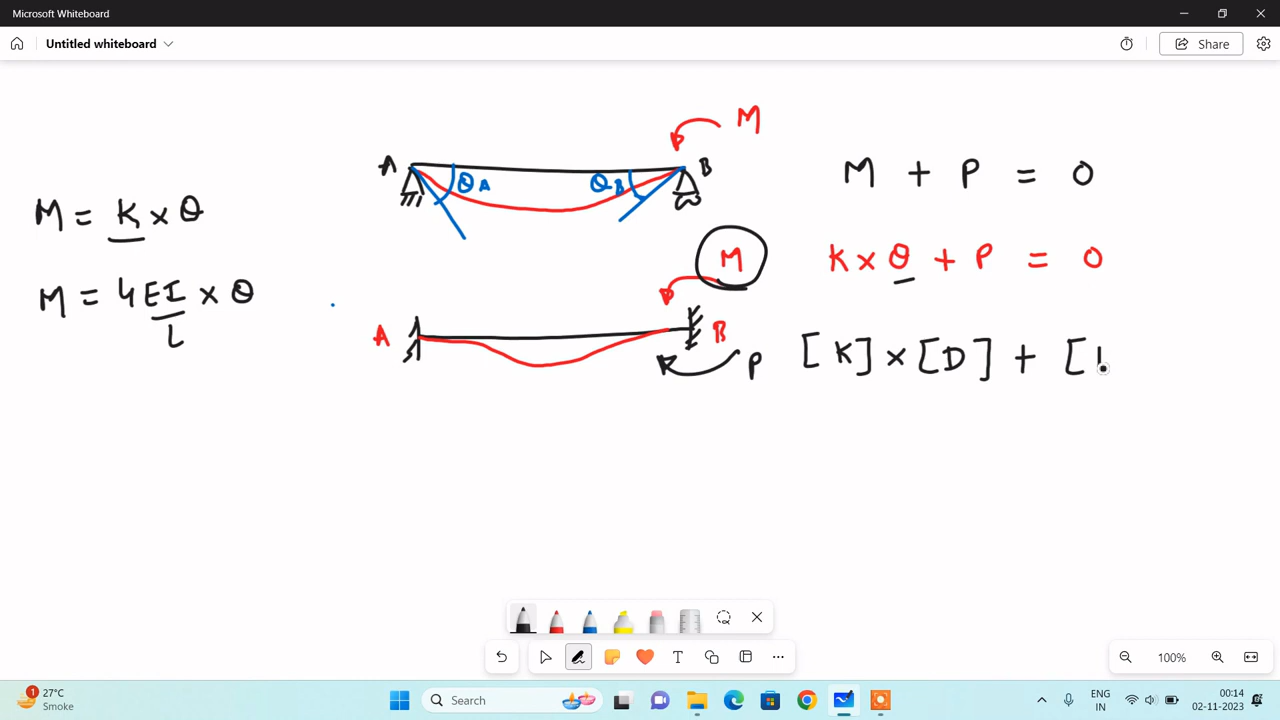 Microsoft Whiteboard
Untitled whiteboard
Share
M = K × θ
M = 4EI/L × θ
A
B
M
θA
θB
M
A
B
P
M + P = 0
K × θ + P = 0
[K] × [D] + [
100%
1
27°C
Smoke
Search
ENG
IN
00:14
02-11-2023